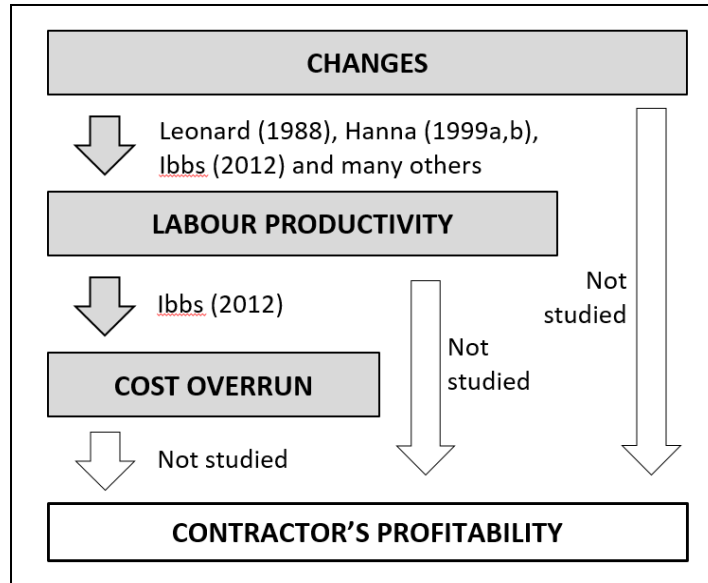 CHANGES
Leonard (1988), Hanna (1999a,b),
Ibbs (2012) and many others
LABOUR PRODUCTIVITY
Ibbs (2012)
Not
studied
Not
studied
COST OVERRUN
Not studied
CONTRACTOR’S PROFITABILITY